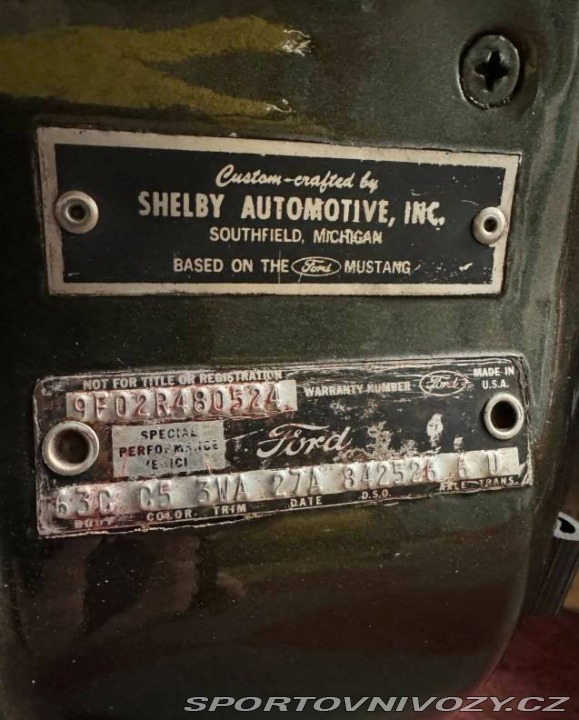 Custom-crafted by
SHELBY AUTOMOTIVE, INC.
SOUTHFIELD, MICHIGAN
BASED ON THE Ford MUSTANG
NOT FOR TITLE OR REGISTRATION
WARRANTY NUMBER Ford MADE IN U.S.A.
9F02R480524
SPECIAL
PERFORMANCE
Ford
63C C5 3WA 27A 842526 6 U
BODY COLOR TRIM DATE D.S.O. AXLE TRANS.
SPORTOVNIVOZY.CZ